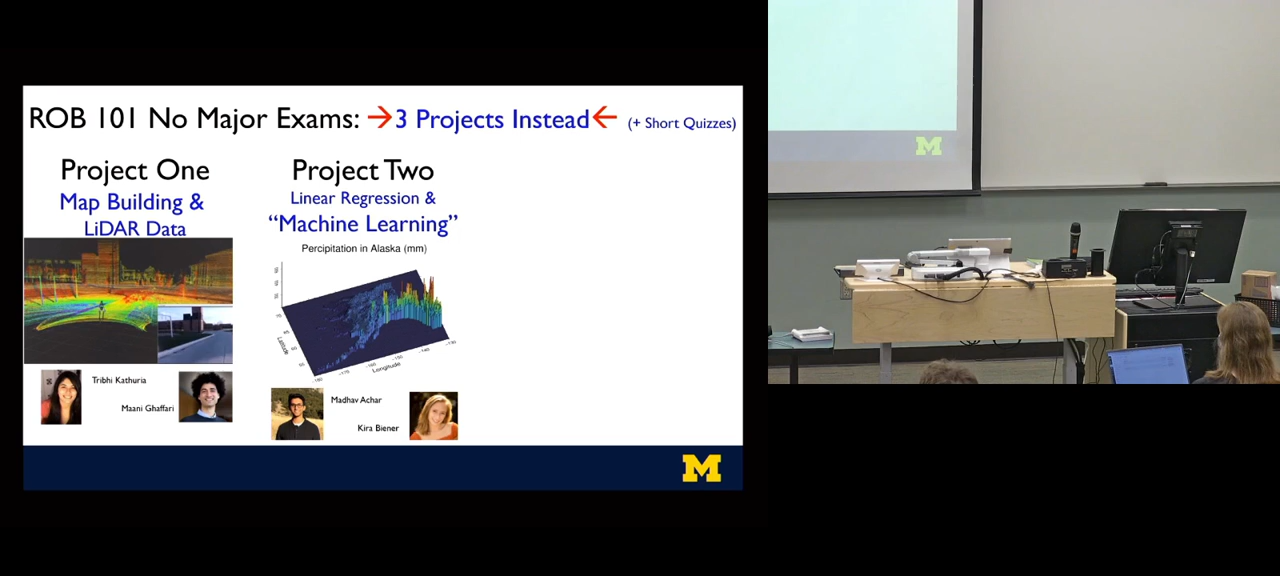 ROB 101 No Major Exams: →3 Projects Instead← (+ Short Quizzes)
Project One
Map Building &
LiDAR Data
Tribhi Kathuria
Maani Ghaffari
Project Two
Linear Regression &
“Machine Learning”
Percipitation in Alaska (mm)
Latitude
Longitude
Madhav Achar
Kira Biener
M
M